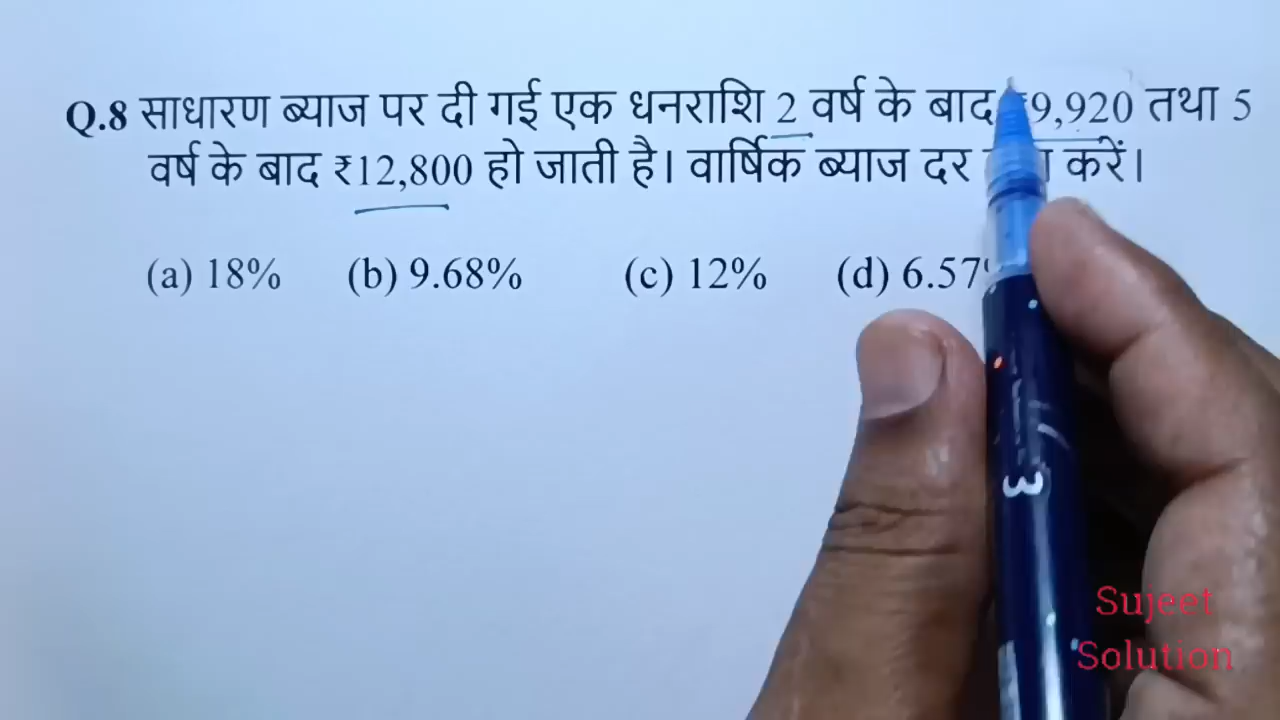 Q.8 साधारण ब्याज पर दी गई एक धनराशि 2 वर्ष के बाद ₹9,920 तथा 5
वर्ष के बाद ₹12,800 हो जाती है। वार्षिक ब्याज दर करें।
(a) 18% (b) 9.68% (c) 12% (d) 6.57%
3
Sujeet
Solution